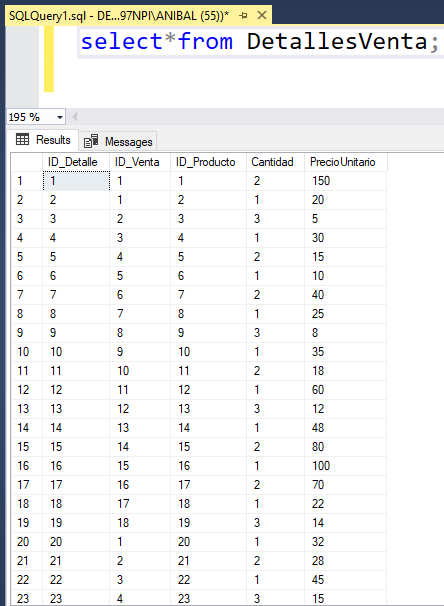 SQLQuery1.sql - DE...97NPI\ANIBAL (55))*
select*from DetallesVenta;
195 %
Results Messages
ID_Detalle ID_Venta ID_Producto Cantidad PrecioUnitario
1 1 1 1 2 150
2 2 1 2 1 20
3 3 2 3 3 5
4 4 3 4 1 30
5 5 4 5 2 15
6 6 5 6 1 10
7 7 6 7 2 40
8 8 7 8 1 25
9 9 8 9 3 8
10 10 9 10 1 35
11 11 10 11 2 18
12 12 11 12 1 60
13 13 12 13 3 12
14 14 13 14 1 48
15 15 14 15 2 80
16 16 15 16 1 100
17 17 16 17 2 70
18 18 17 18 1 22
19 19 18 19 3 14
20 20 1 20 1 32
21 21 2 21 2 28
22 22 3 22 1 45
23 23 4 23 3 15